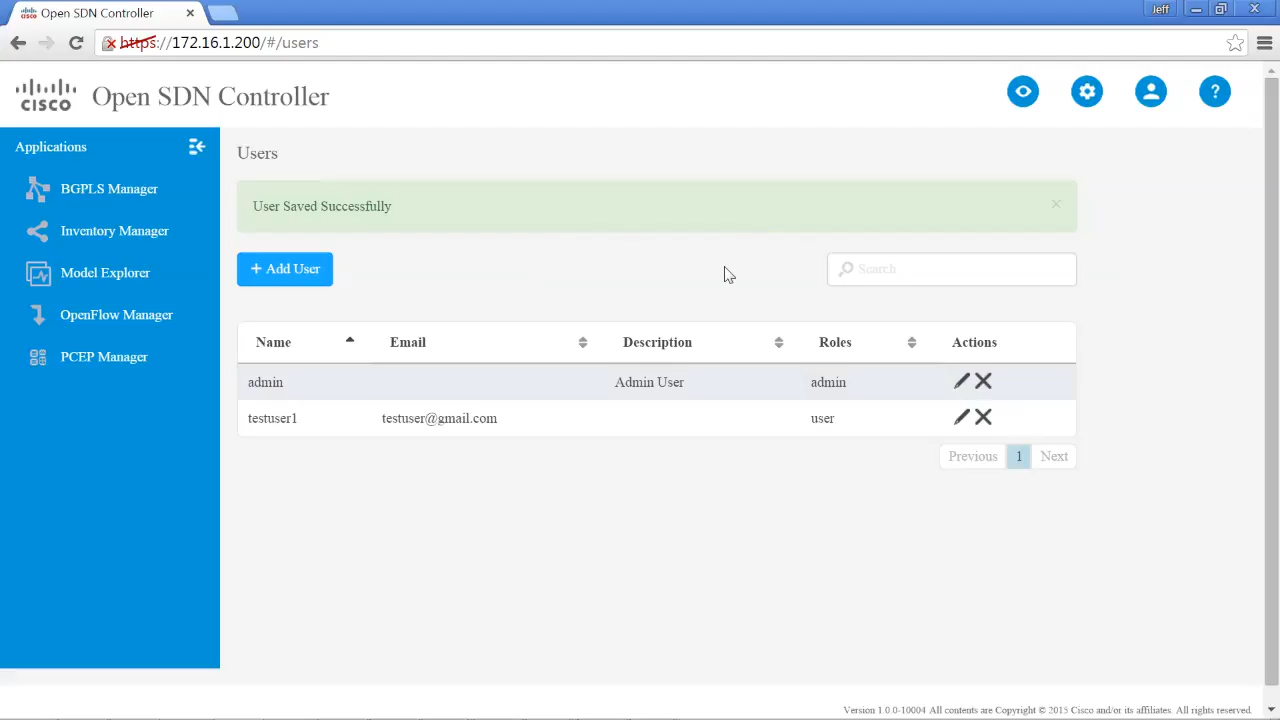 Open SDN Controller
Jeff
https://172.16.1.200/#/users
CISCO Open SDN Controller
?
Applications
BGPLS Manager
Inventory Manager
Model Explorer
OpenFlow Manager
PCEP Manager
Users
User Saved Successfully ×
+ Add User
Search
Name Email Description Roles Actions
admin Admin User admin
testuser1 testuser@gmail.com user
Previous 1 Next
Version 1.0.0-10004 All contents are Copyright © 2015 Cisco and/or its affiliates. All rights reserved.